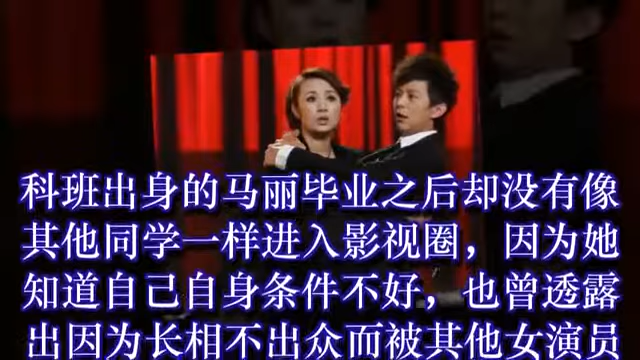 科班出身的马丽毕业之后却没有像
其他同学一样进入影视圈，因为她
知道自己自身条件不好，也曾透露
出因为长相不出众而被其他女演员